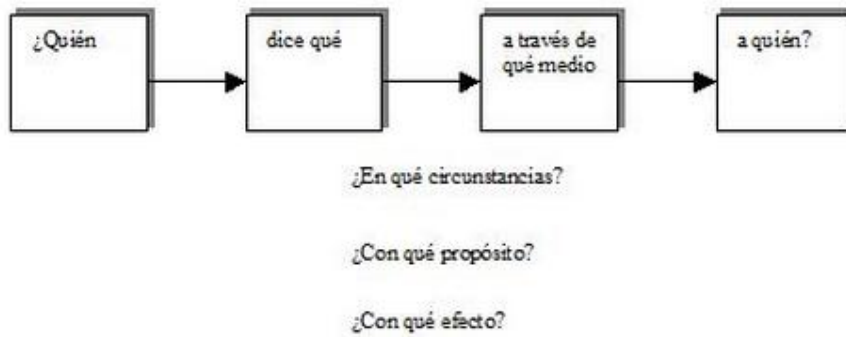 ¿Quién
dice qué
a través de
qué medio
a quién?
¿En qué circunstancias?
¿Con qué propósito?
¿Con qué efecto?